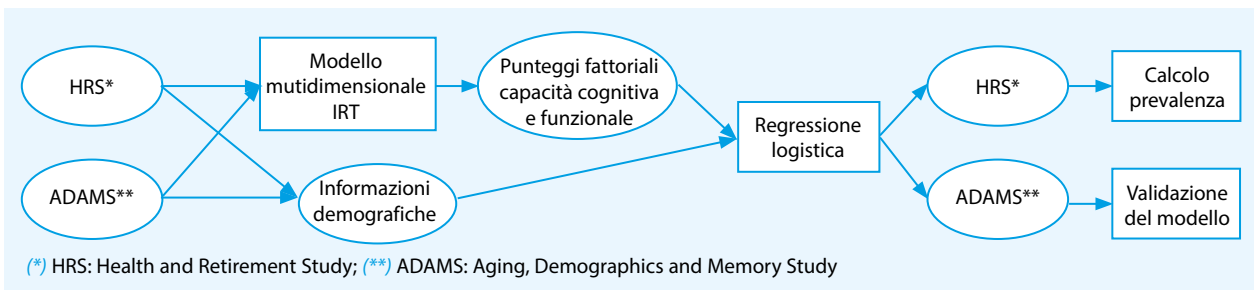 HRS*
Modello
mutidimensionale
IRT
Punteggi fattoriali
capacità cognitiva
e funzionale
HRS*
Calcolo
prevalenza
Regressione
logistica
ADAMS**
Informazioni
demografiche
ADAMS**
Validazione
del modello
(*) HRS: Health and Retirement Study; (**) ADAMS: Aging, Demographics and Memory Study